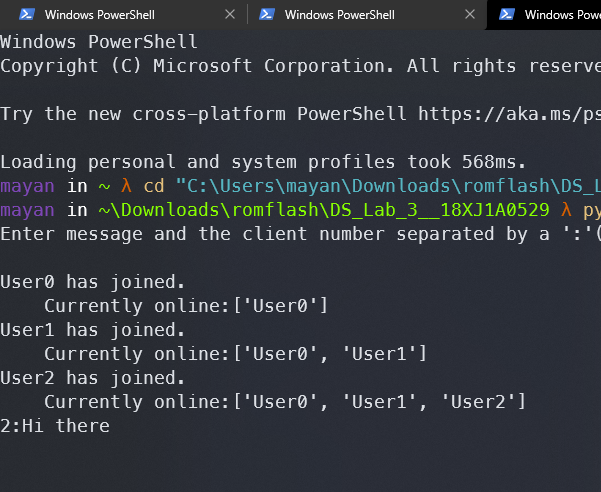 Windows PowerShell
Windows PowerShell
Windows Pow
Windows PowerShell
Copyright (C) Microsoft Corporation. All rights reserve
Try the new cross-platform PowerShell https://aka.ms/ps
Loading personal and system profiles took 568ms.
mayan in ~ λ cd "C:\Users\mayan\Downloads\romflash\DS_L
mayan in ~\Downloads\romflash\DS_Lab_3__18XJ1A0529 λ py
Enter message and the client number separated by a ':'(
User0 has joined.
Currently online:['User0']
User1 has joined.
Currently online:['User0', 'User1']
User2 has joined.
Currently online:['User0', 'User1', 'User2']
2:Hi there